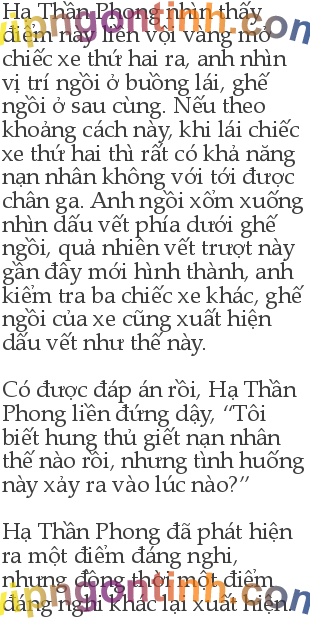 Hạ Thần Phong nhìn thấy
điểm này liền vội vàng mở
chiếc xe thứ hai ra, anh nhìn
vị trí ngồi ở buồng lái, ghế
ngồi ở sau cùng. Nếu theo
khoảng cách này, khi lái chiếc
xe thứ hai thì rất có khả năng
nạn nhân không với tới được
chân ga. Anh ngồi xổm xuống
nhìn dấu vết phía dưới ghế
ngồi, quả nhiên vết trượt này
gần đây mới hình thành, anh
kiểm tra ba chiếc xe khác, ghế
ngồi của xe cũng xuất hiện
dấu vết như thế này.
Có được đáp án rồi, Hạ Thần
Phong liền đứng dậy, “Tôi
biết hung thủ giết nạn nhân
thế nào rồi, nhưng tình huống
này xảy ra vào lúc nào?”
Hạ Thần Phong đã phát hiện
ra một điểm đáng nghi,
nhưng đồng thời một điểm
đáng nghi khác lại xuất hiện.
vipngontinh.com
vipngontinh.com